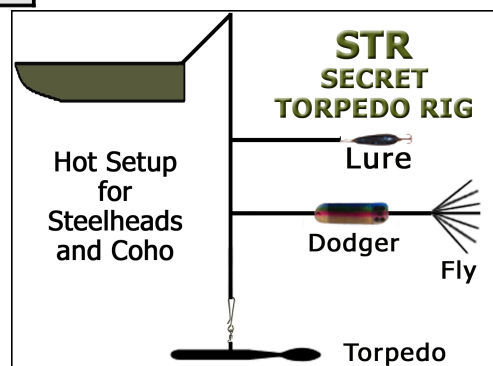 STR
SECRET
TORPEDO RIG
Lure
Hot Setup
for
Steelheads
and Coho
Dodger
Fly
Torpedo